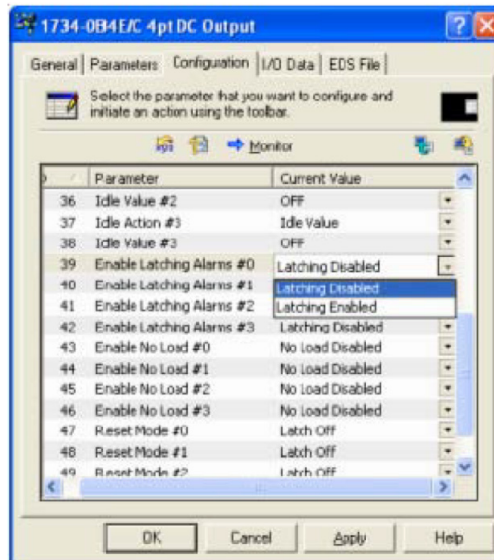 1734-OB4E/C 4pt DC Output
General Parameters Configuration I/O Data EDS File
Select the parameter that you want to configure and
initiate an action using the toolbar.
Monitor
Parameter Current Value
36 Idle Value #2 OFF
37 Idle Action #3 Idle Value
38 Idle Value #3 OFF
39 Enable Latching Alarms #0 Latching Disabled
40 Enable Latching Alarms #1 Latching Disabled
41 Enable Latching Alarms #2 Latching Enabled
42 Enable Latching Alarms #3 Latching Disabled
43 Enable No Load #0 No Load Disabled
44 Enable No Load #1 No Load Disabled
45 Enable No Load #2 No Load Disabled
46 Enable No Load #3 No Load Disabled
47 Reset Mode #0 Latch Off
48 Reset Mode #1 Latch Off
49 Reset Mode #2 Latch Off
OK Cancel Apply Help